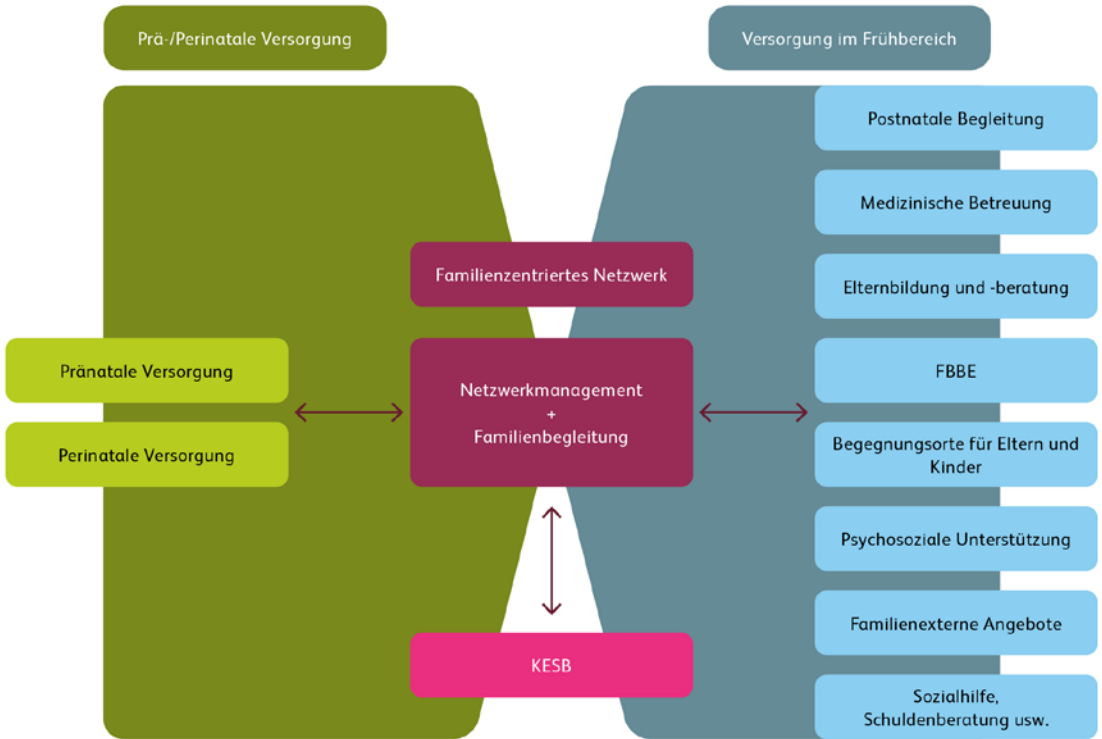 Prä-/Perinatale Versorgung
Versorgung im Frühbereich
Postnatale Begleitung
Medizinische Betreuung
Familienzentriertes Netzwerk
Elternbildung und -beratung
Pränatale Versorgung
Perinatale Versorgung
Netzwerkmanagement
+
Familienbegleitung
FBBE
Begegnungsorte für Eltern und
Kinder
Psychosoziale Unterstützung
Familienexterne Angebote
KESB
Sozialhilfe,
Schuldenberatung usw.